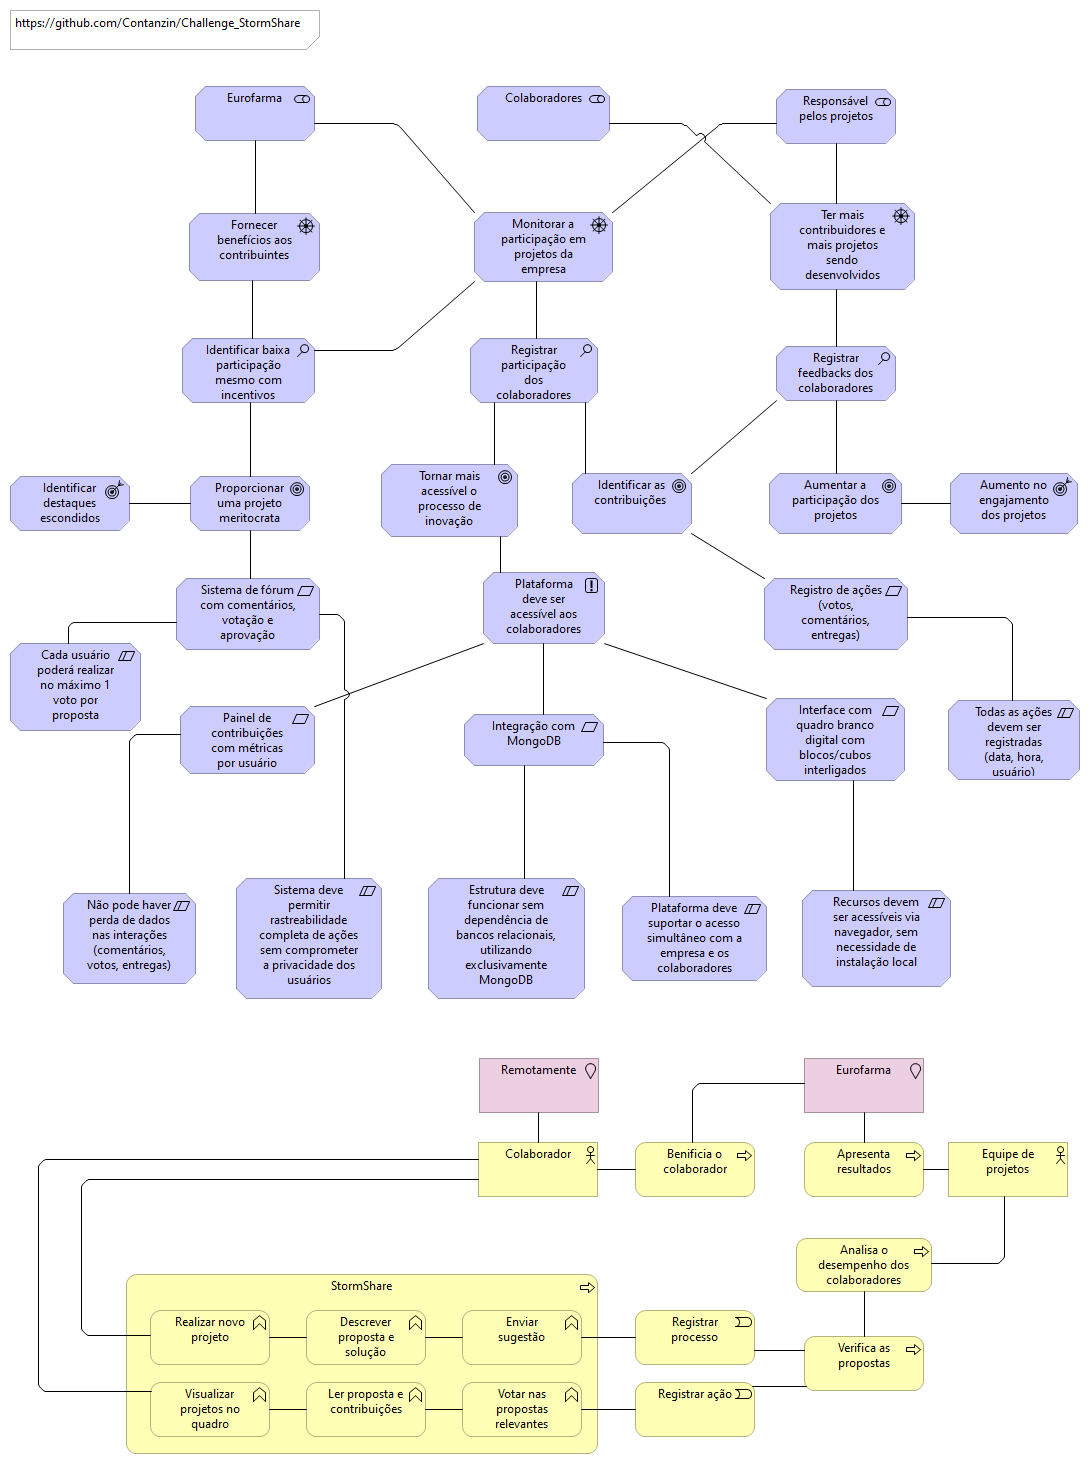 https://github.com/Contanzin/Challenge_StormShare
Eurofarma
Colaboradores
Responsável
pelos projetos
Fornecer
benefícios aos
contribuintes
Monitorar a
participação em
projetos da
empresa
Ter mais
contribuidores e
mais projetos
sendo
desenvolvidos
Identificar baixa
participação
mesmo com
incentivos
Registrar
participação
dos
colaboradores
Registrar
feedbacks dos
colaboradores
Identificar
destaques
escondidos
Proporcionar
uma projeto
meritocrata
Tornar mais
acessível o
processo de
inovação
Identificar as
contribuições
Aumentar a
participação dos
projetos
Aumento no
engajamento
dos projetos
Sistema de fórum
com comentários,
votação e
aprovação
Plataforma
deve ser
acessível aos
colaboradores
Registro de ações
(votos,
comentários,
entregas)
Cada usuário
poderá realizar
no máximo 1
voto por
proposta
Painel de
contribuições
com métricas
por usuário
Integração com
MongoDB
Interface com
quadro branco
digital com
blocos/cubos
interligados
Todas as ações
devem ser
registradas
(data, hora,
usuário)
Não pode haver
perda de dados
nas interações
(comentários,
votos, entregas)
Sistema deve
permitir
rastreabilidade
completa de ações
sem comprometer
a privacidade dos
usuários
Estrutura deve
funcionar sem
dependência de
bancos relacionais,
utilizando
exclusivamente
MongoDB
Plataforma deve
suportar o acesso
simultâneo com a
empresa e os
colaboradores
Recursos devem
ser acessíveis via
navegador, sem
necessidade de
instalação local
Remotamente
Eurofarma
Colaborador
Benificia o
colaborador
Apresenta
resultados
Equipe de
projetos
Analisa o
desempenho dos
colaboradores
StormShare
Realizar novo
projeto
Descrever
proposta e
solução
Enviar
sugestão
Registrar
processo
Verifica as
propostas
Visualizar
projetos no
quadro
Ler proposta e
contribuições
Votar nas
propostas
relevantes
Registrar ação